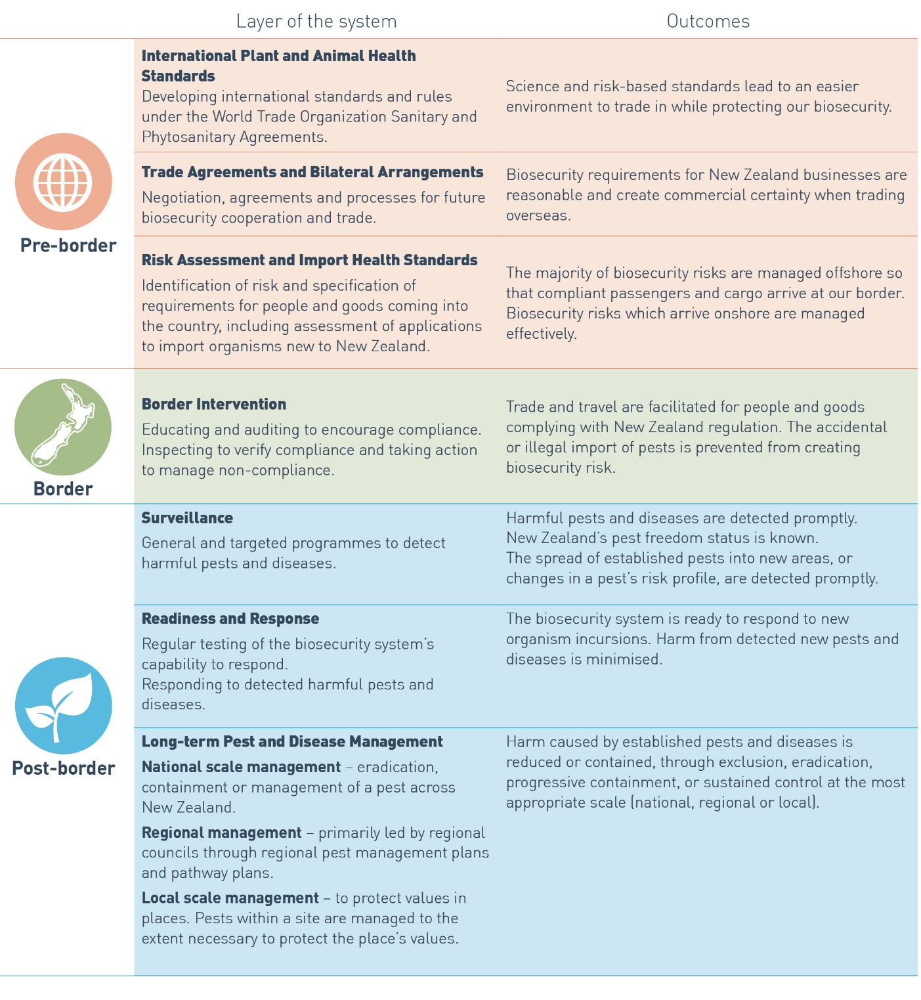 Layer of the system
Outcomes
Pre-border
International Plant and Animal Health
Standards
Developing international standards and rules
under the World Trade Organization Sanitary and
Phytosanitary Agreements.
Science and risk-based standards lead to an easier
environment to trade in while protecting our biosecurity.
Trade Agreements and Bilateral Arrangements
Negotiation, agreements and processes for future
biosecurity cooperation and trade.
Biosecurity requirements for New Zealand businesses are
reasonable and create commercial certainty when trading
overseas.
Risk Assessment and Import Health Standards
Identification of risk and specification of
requirements for people and goods coming into
the country, including assessment of applications
to import organisms new to New Zealand.
The majority of biosecurity risks are managed offshore so
that compliant passengers and cargo arrive at our border.
Biosecurity risks which arrive onshore are managed
effectively.
Border
Border Intervention
Educating and auditing to encourage compliance.
Inspecting to verify compliance and taking action
to manage non-compliance.
Trade and travel are facilitated for people and goods
complying with New Zealand regulation. The accidental
or illegal import of pests is prevented from creating
biosecurity risk.
Post-border
Surveillance
General and targeted programmes to detect
harmful pests and diseases.
Harmful pests and diseases are detected promptly.
New Zealand’s pest freedom status is known.
The spread of established pests into new areas, or
changes in a pest’s risk profile, are detected promptly.
Readiness and Response
Regular testing of the biosecurity system’s
capability to respond.
Responding to detected harmful pests and
diseases.
The biosecurity system is ready to respond to new
organism incursions. Harm from detected new pests and
diseases is minimised.
Long-term Pest and Disease Management
National scale management – eradication,
containment or management of a pest across
New Zealand.
Regional management – primarily led by regional
councils through regional pest management plans
and pathway plans.
Local scale management – to protect values in
places. Pests within a site are managed to the
extent necessary to protect the place’s values.
Harm caused by established pests and diseases is
reduced or contained, through exclusion, eradication,
progressive containment, or sustained control at the most
appropriate scale (national, regional or local).